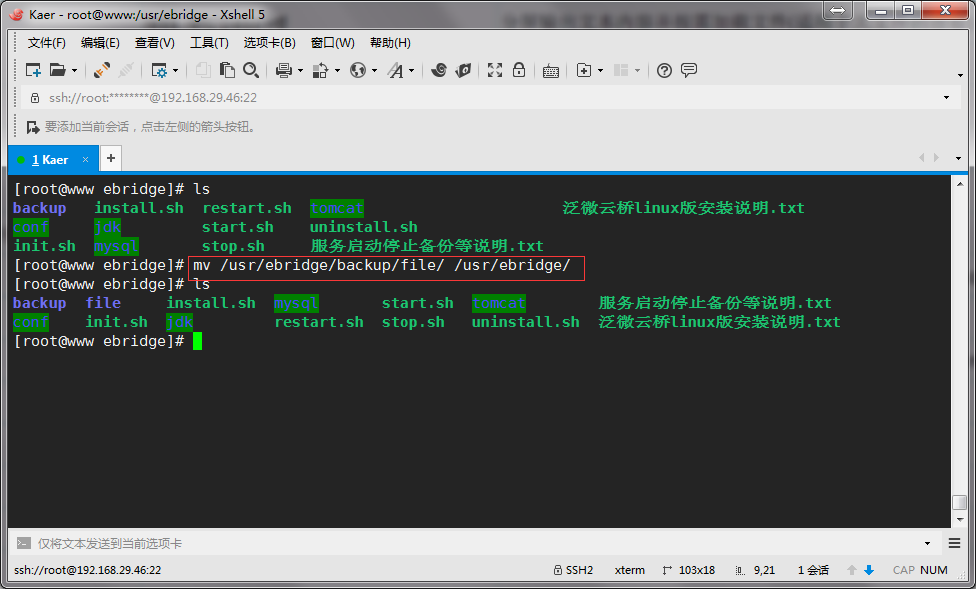 Kaer - root@www:/usr/ebridge - Xshell 5
文件(F) 编辑(E) 查看(V) 工具(T) 选项卡(B) 窗口(W) 帮助(H)
ssh://root:********@192.168.29.46:22
要添加当前会话，点击左侧的箭头按钮。
1 Kaer × +
[root@www ebridge]# ls
backup install.sh restart.sh tomcat 泛微云桥linux版安装说明.txt
conf jdk start.sh uninstall.sh
init.sh mysql stop.sh 服务启动停止备份等说明.txt
[root@www ebridge]# mv /usr/ebridge/backup/file/ /usr/ebridge/
[root@www ebridge]# ls
backup file install.sh mysql start.sh tomcat 服务启动停止备份等说明.txt
conf init.sh jdk restart.sh stop.sh uninstall.sh 泛微云桥linux版安装说明.txt
[root@www ebridge]#
仅将文本发送到当前选项卡
ssh://root@192.168.29.46:22 SSH2 xterm 103x18 9,21 1 会话 CAP NUM